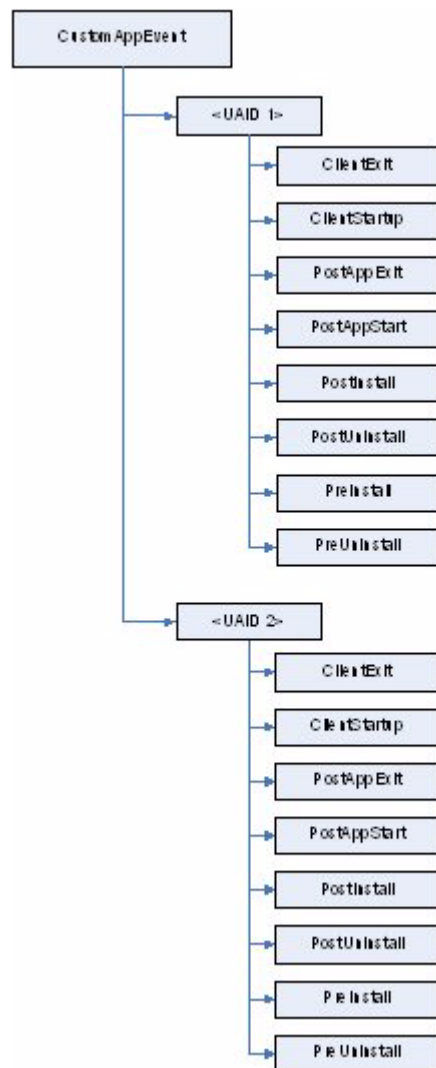 CustomAppEvent
<UAID 1>
ClientExit
ClientStartup
PostAppExit
PostAppStart
PostInstall
PostUninstall
PreInstall
PreUninstall
<UAID 2>
ClientExit
ClientStartup
PostAppExit
PostAppStart
PostInstall
PostUninstall
PreInstall
PreUninstall